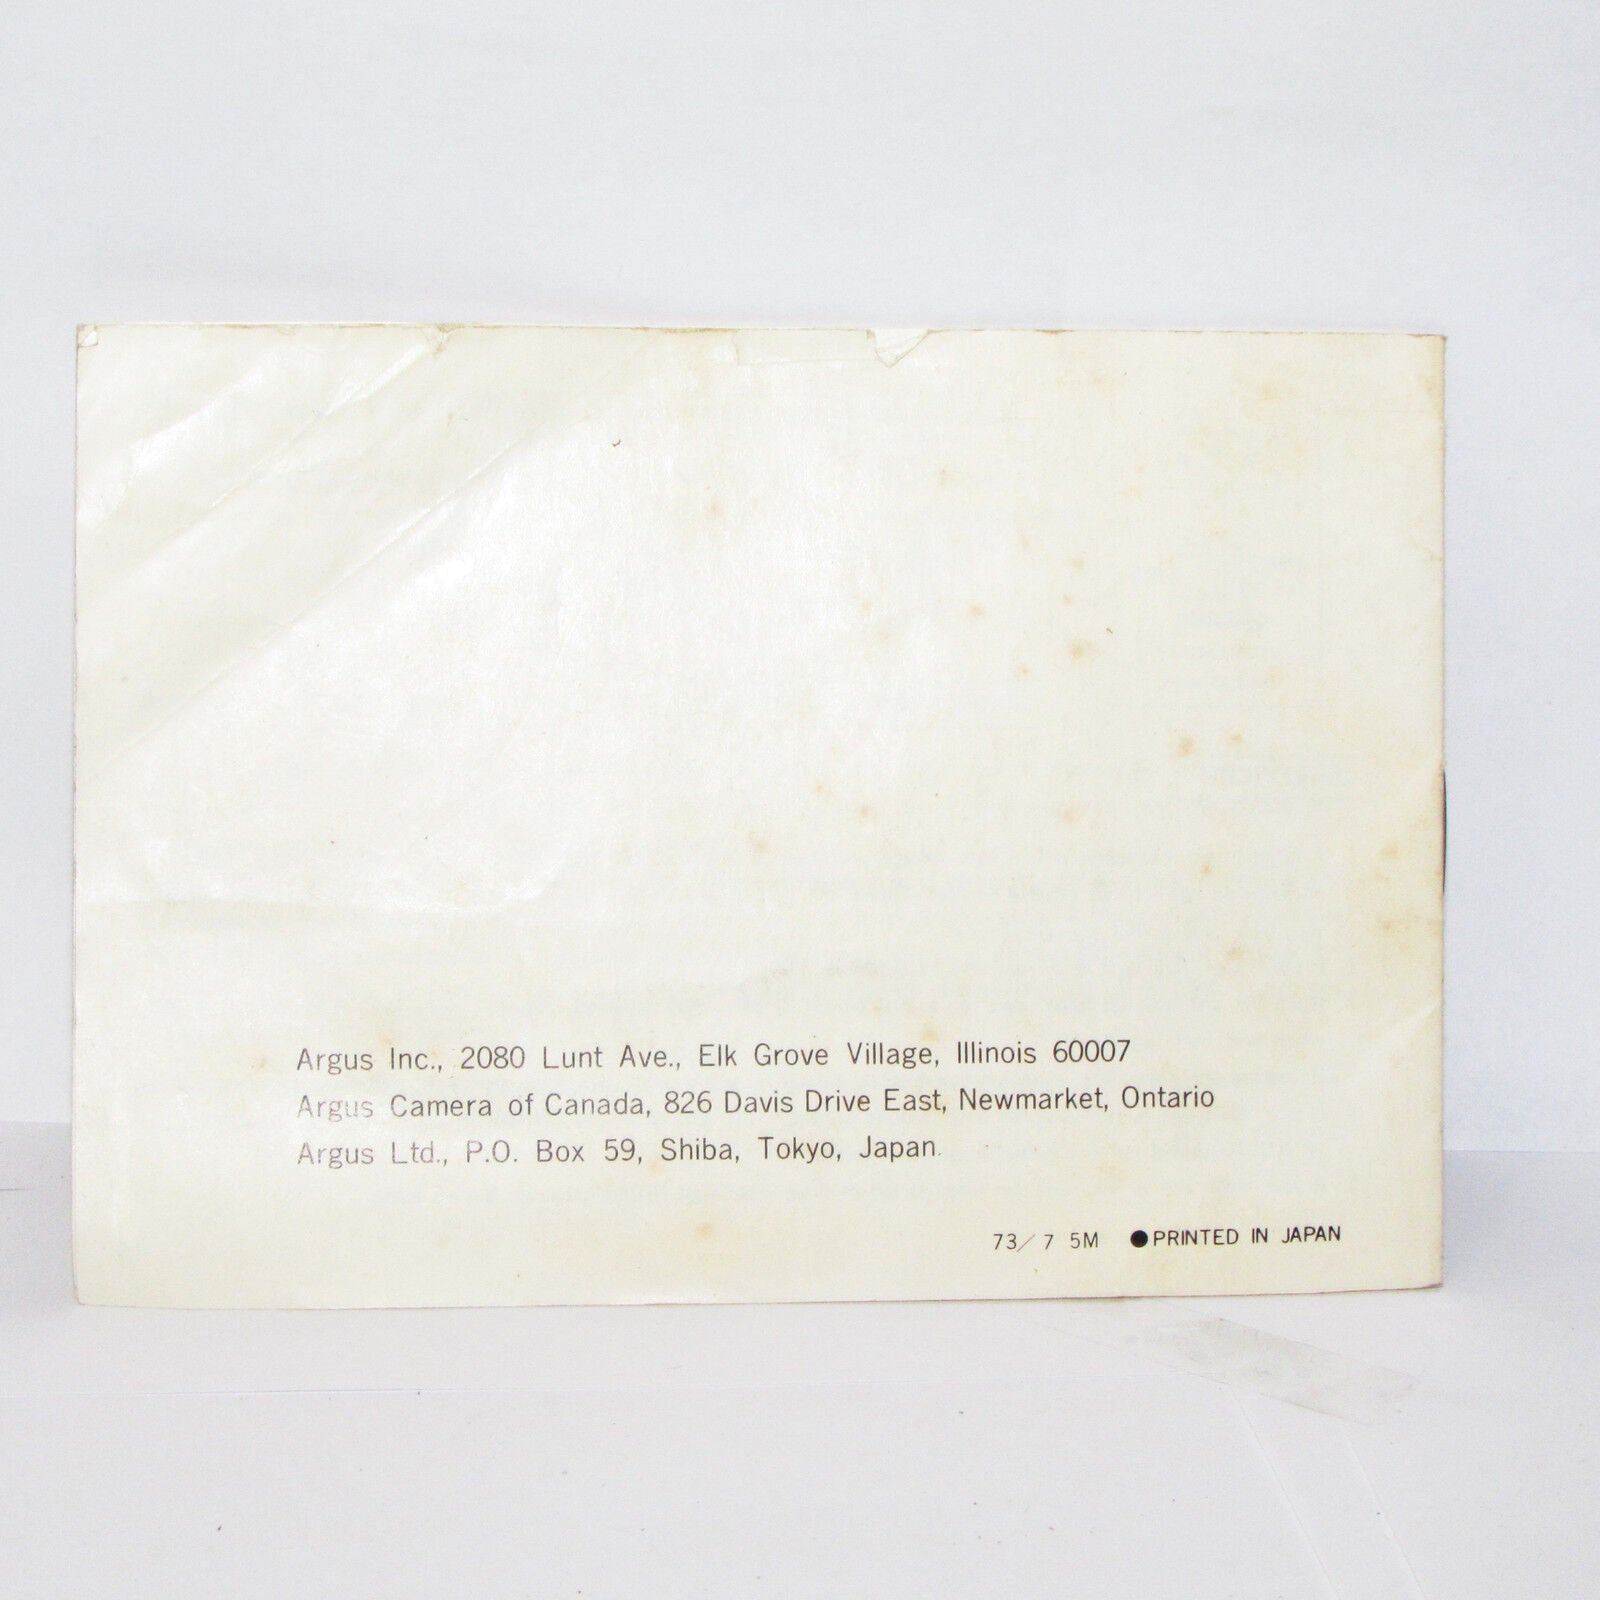 Argus Inc., 2080 Lunt Ave., Elk Grove Village, Illinois 60007
Argus Camera of Canada, 826 Davis Drive East, Newmarket, Ontario
Argus Ltd., P.O. Box 59, Shiba, Tokyo, Japan.
73/ 7 5M ●PRINTED IN JAPAN